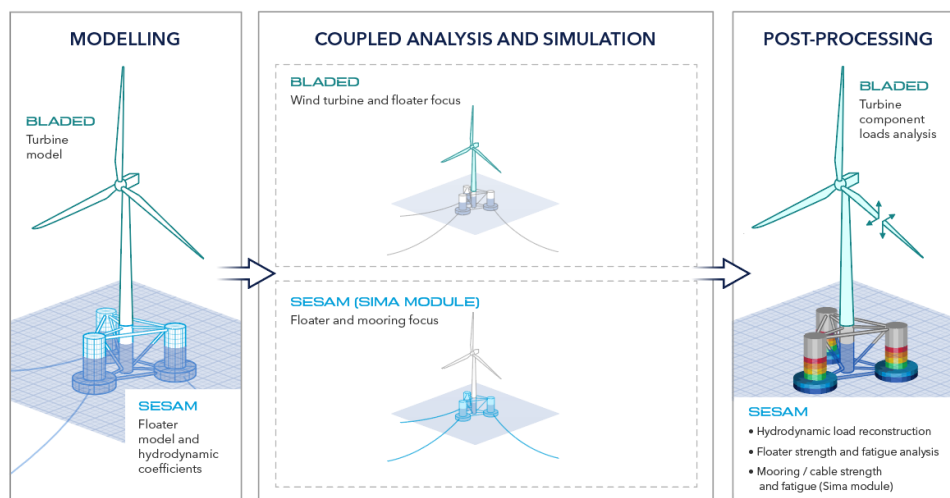 MODELLING
BLADED
Turbine
model
SESAM
Floater
model and
hydrodynamic
coefficients
COUPLED ANALYSIS AND SIMULATION
BLADED
Wind turbine and floater focus
SESAM (SIMA MODULE)
Floater and mooring focus
POST-PROCESSING
BLADED
Turbine
component
loads analysis
SESAM
• Hydrodynamic load reconstruction
• Floater strength and fatigue analysis
• Mooring / cable strength
and fatigue (Sima module)